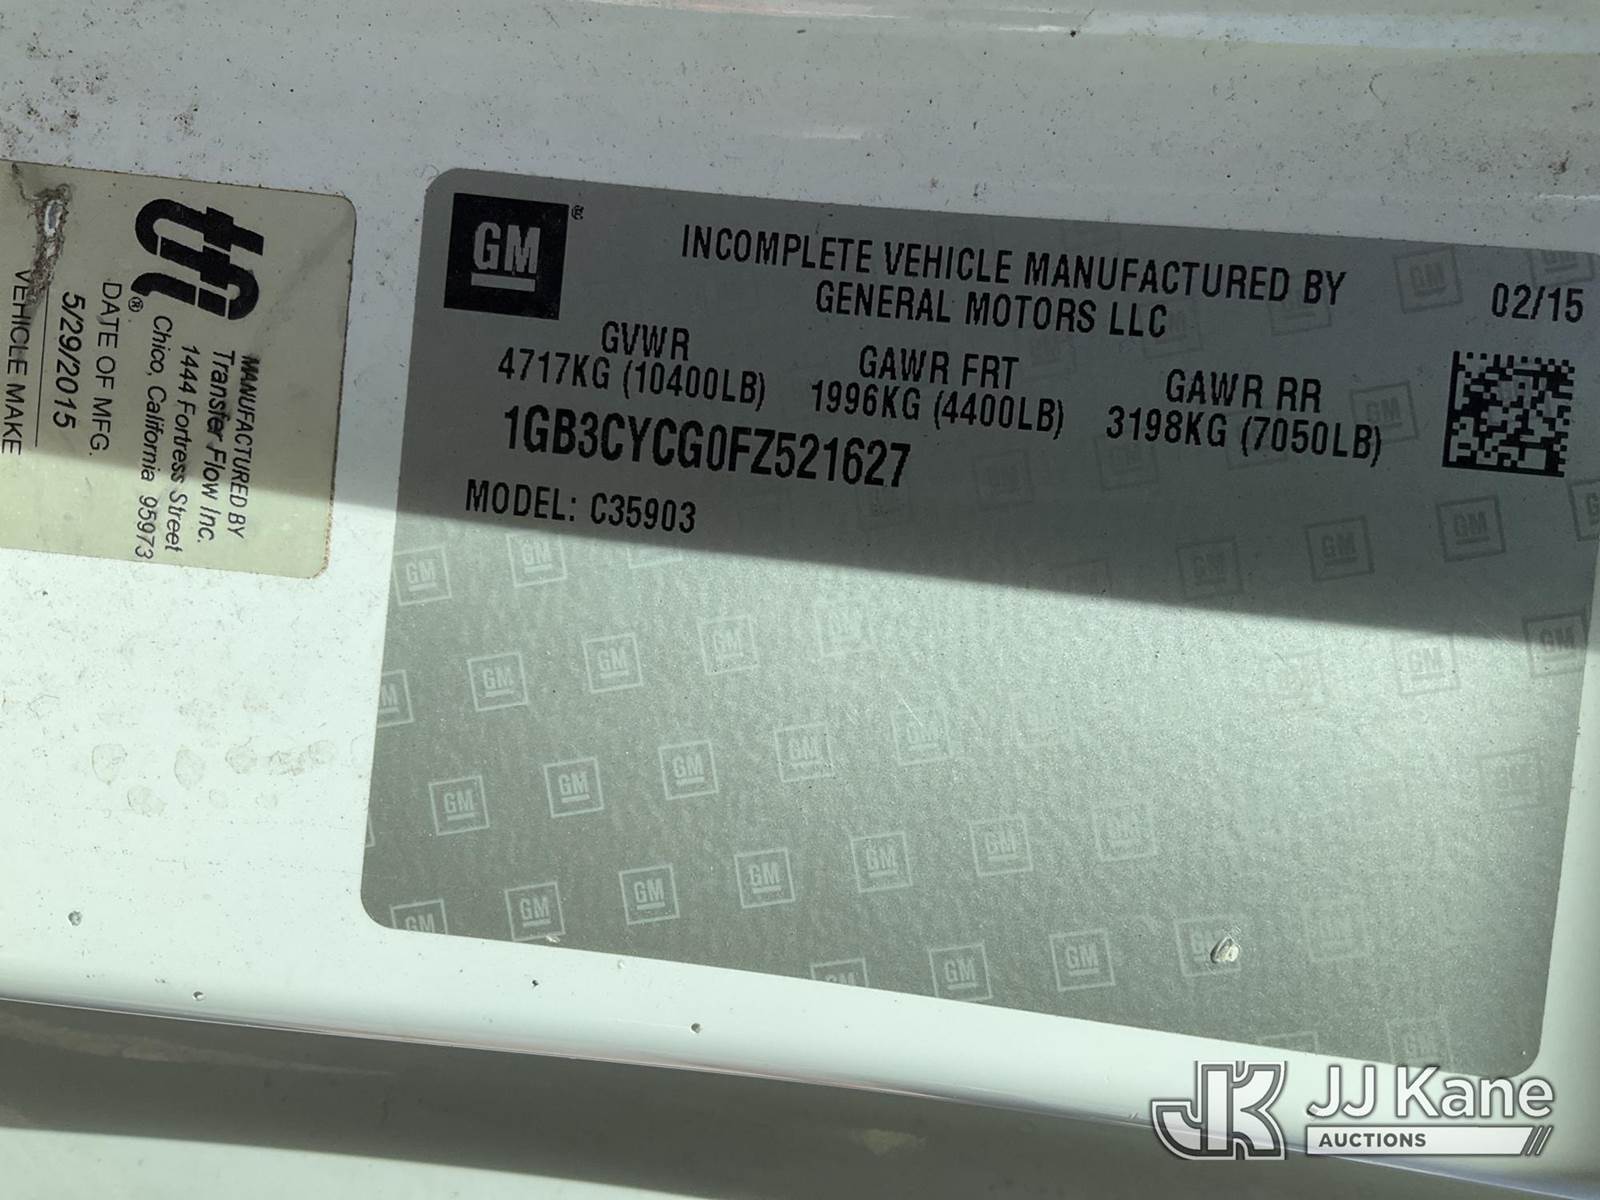 GM®
INCOMPLETE VEHICLE MANUFACTURED BY
GENERAL MOTORS LLC
02/15
GVWR GAWR FRT GAWR RR
4717KG (10400LB) 1996KG (4400LB) 3198KG (7050LB)
1GB3CYCG0FZ521627
MODEL: C35903
tfi®
MANUFACTURED BY
Transfer Flow Inc.
1444 Fortress Street
Chico, California 95973
DATE OF MFG.
5/29/2015
VEHICLE MAKE
JK JJ Kane
AUCTIONS